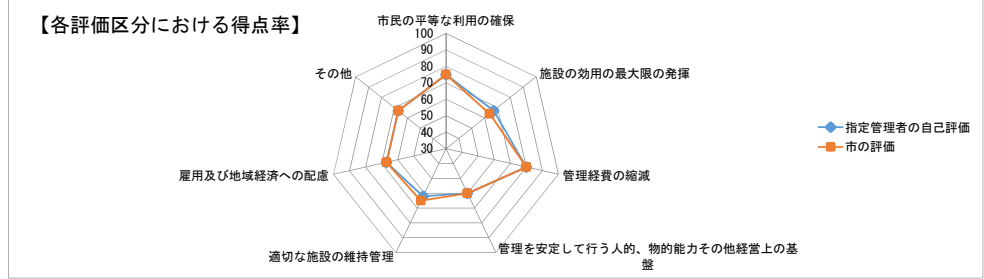 【各評価区分における得点率】
市民の平等な利用の確保
100
90
80
70
60
50
40
30
施設の効用の最大限の発揮
管理経費の縮減
管理を安定して行う人的、物的能力その他経営上の基
盤
適切な施設の維持管理
雇用及び地域経済への配慮
その他
指定管理者の自己評価
市の評価